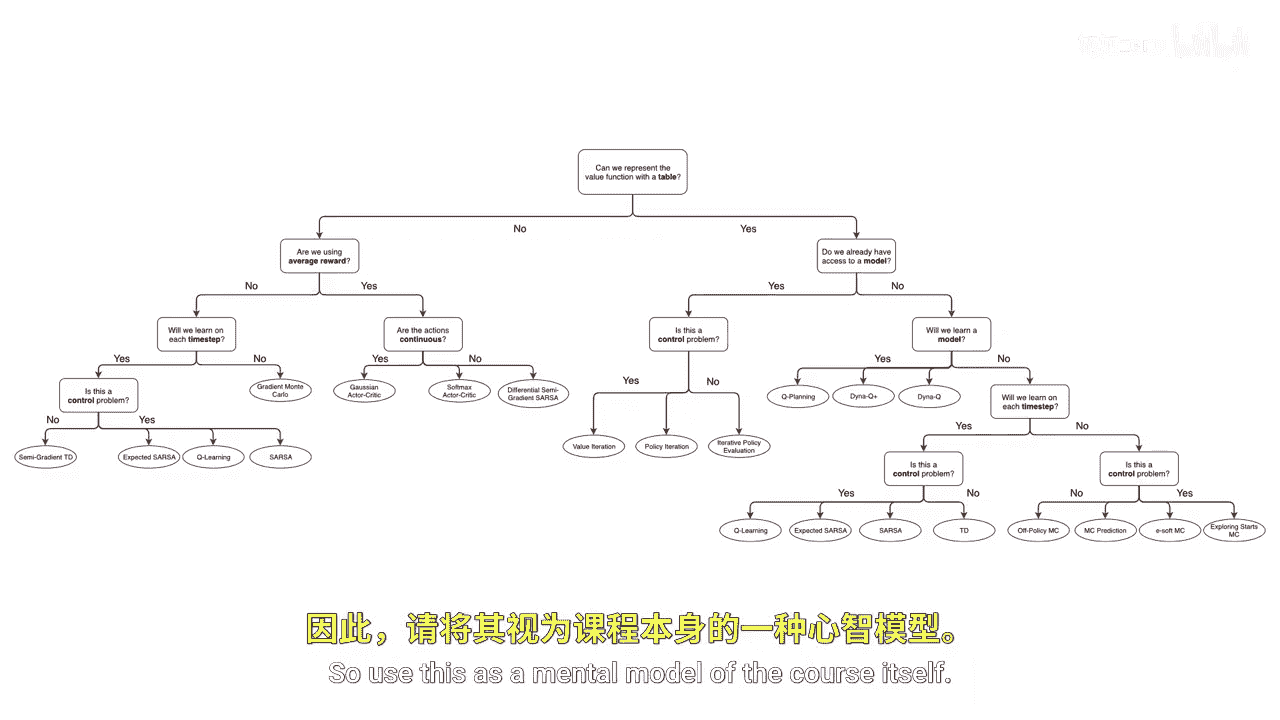 Can we represent the
value function with a table?
No
Yes
Are we using
average reward?
Do we already have
access to a model?
No
Yes
Yes
No
Will we learn on
each timestep?
Are the actions
continuous?
Is this a
control problem?
Will we learn a
model?
Yes
No
Yes
No
Yes
No
Yes
No
Is this a
control problem?
Gradient Monte
Carlo
Gaussian
Actor-Critic
Softmax
Actor-Critic
Differential Semi-
Gradient SARSA
Q-Planning
Dyna-Q+
Dyna-Q
Will we learn on
each timestep?
No
Yes
Yes
No
Semi-Gradient TD
Expected SARSA
Q-Learning
SARSA
Value Iteration
Policy Iteration
Iterative Policy
Evaluation
Is this a
control problem?
Is this a
control problem?
Yes
No
No
Yes
Q-Learning
Expected SARSA
SARSA
TD
Off-Policy MC
MC Prediction
e-soft MC
Exploring Starts
MC
因此，请将其视为课程本身的一种心智模型。
So use this as a mental model of the course itself.